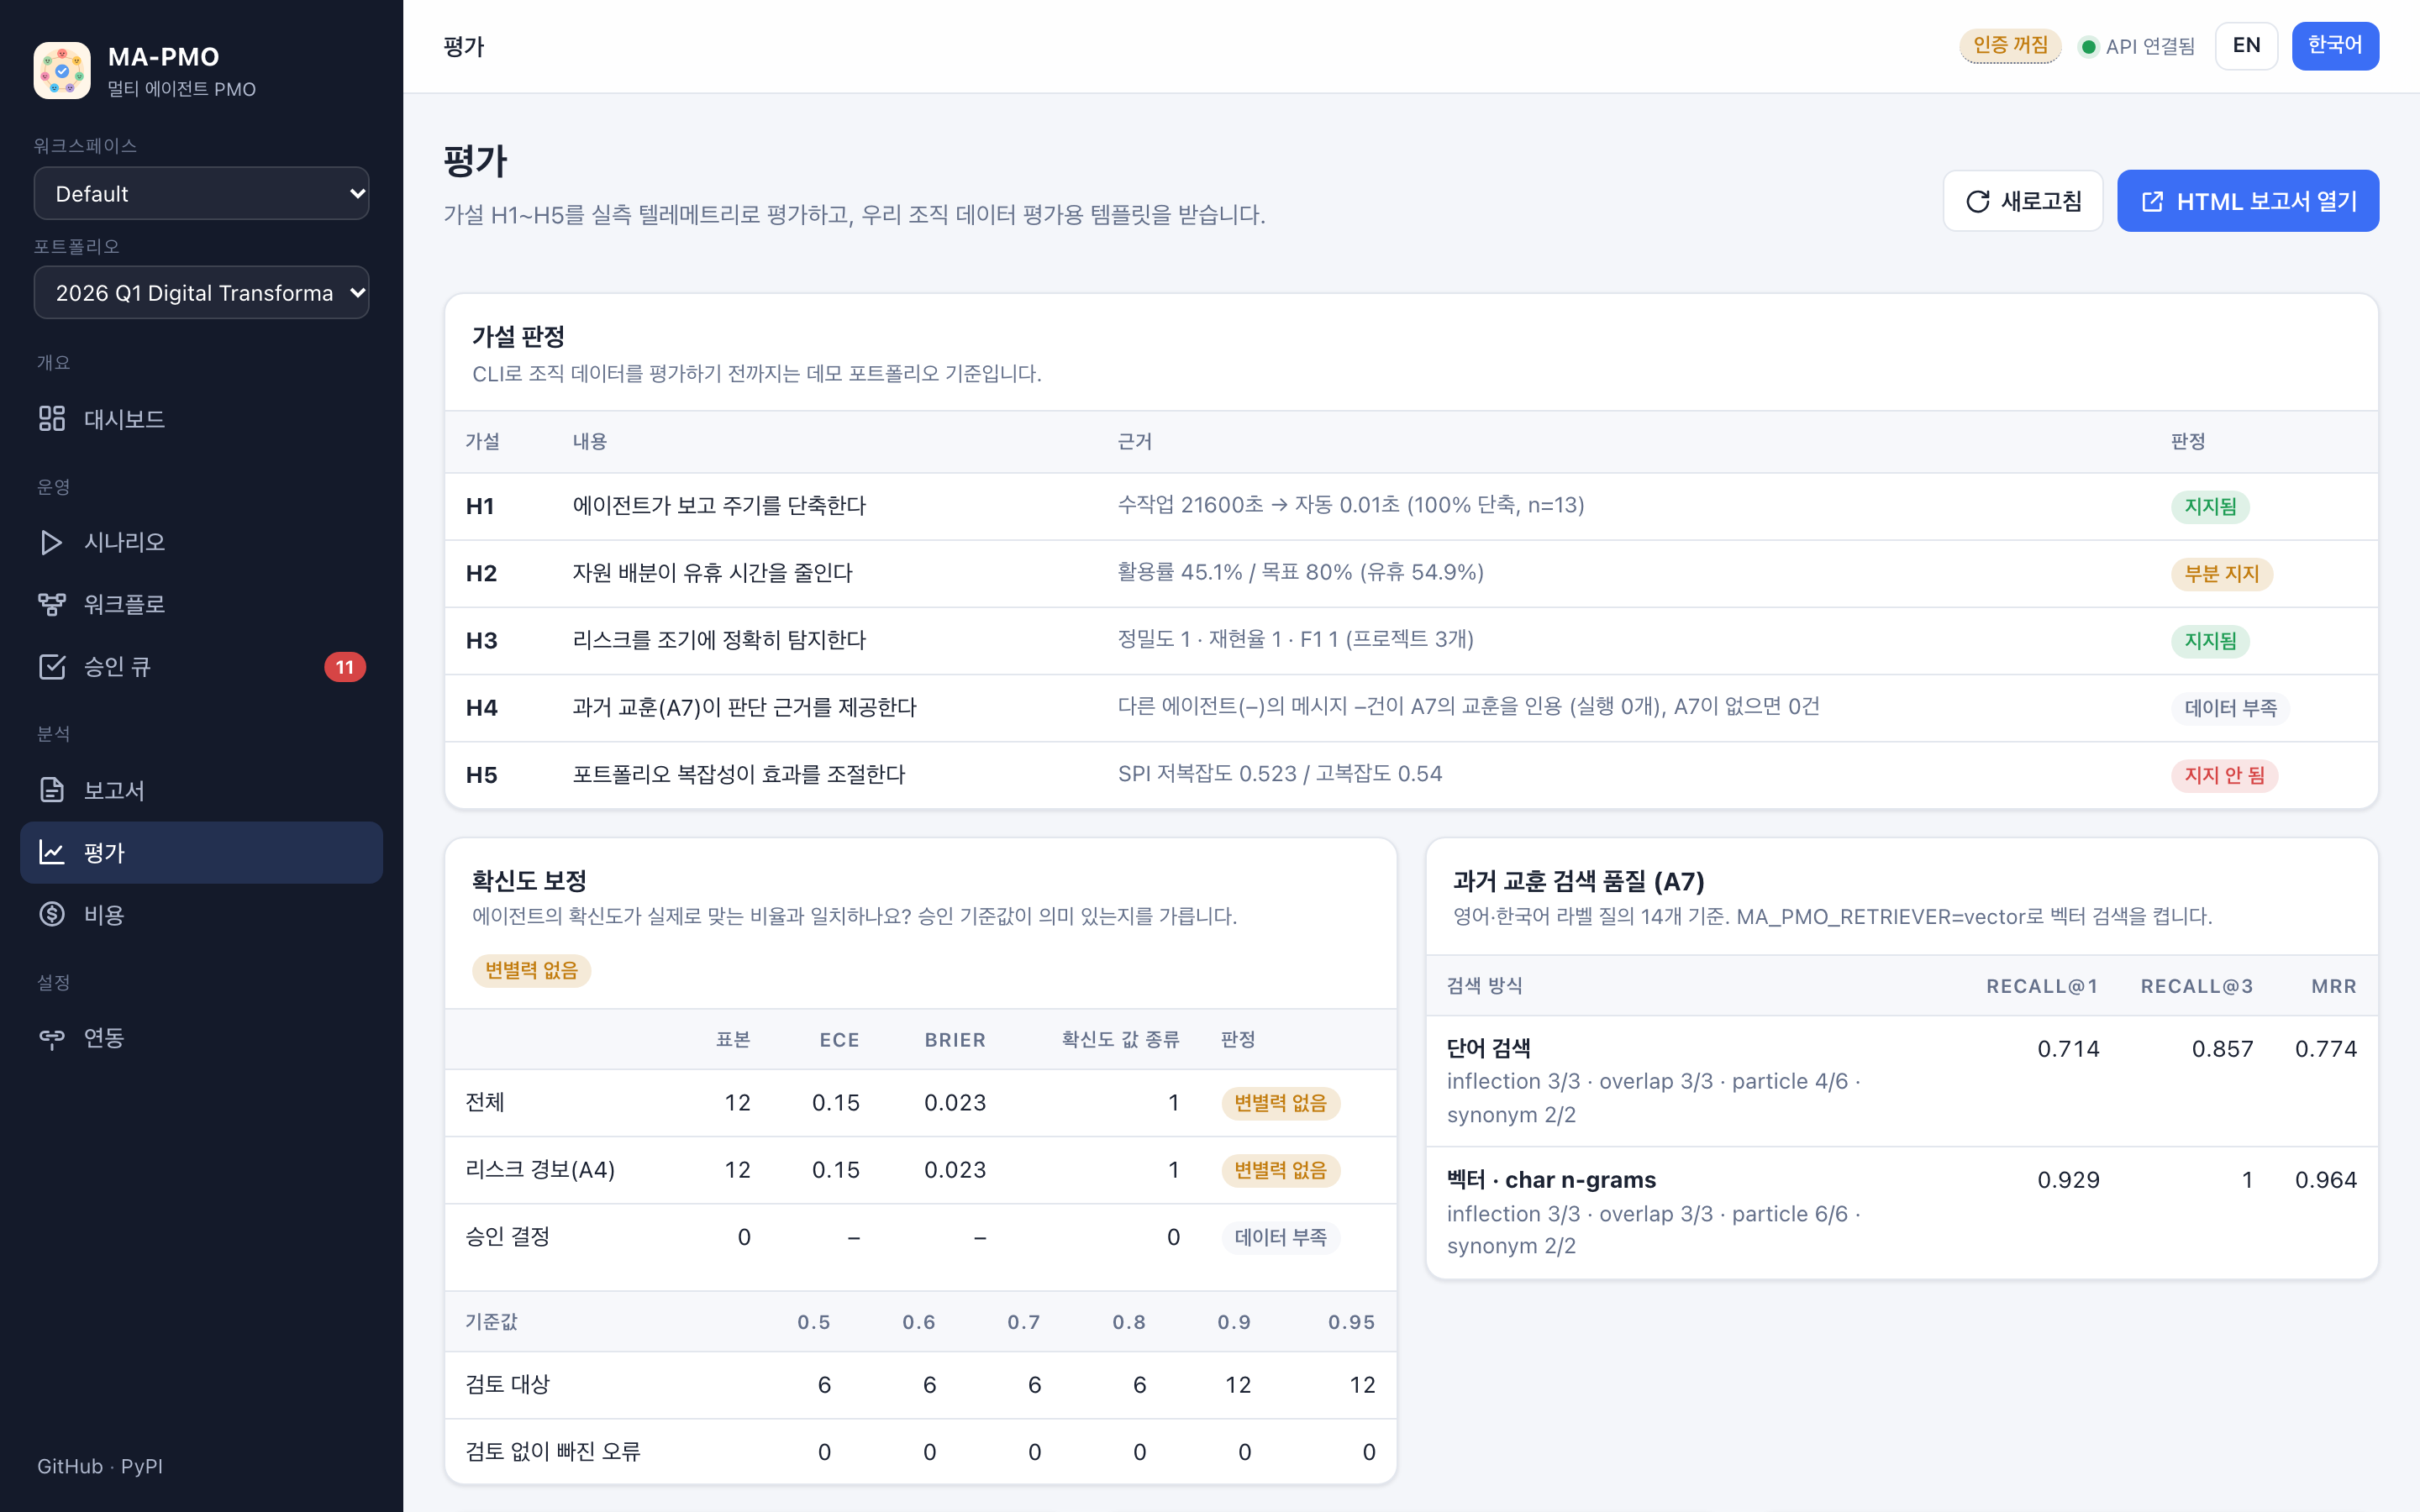 MA-PMO
멀티 에이전트 PMO
워크스페이스
Default
포트폴리오
2026 Q1 Digital Transforma
개요
대시보드
운영
시나리오
워크플로
승인 큐 11
분석
보고서
평가
비용
설정
연동
GitHub · PyPI
평가
인증 꺼짐 API 연결됨 EN 한국어
평가
가설 H1~H5를 실측 텔레메트리로 평가하고, 우리 조직 데이터 평가용 템플릿을 받습니다.
새로고침 HTML 보고서 열기
가설 판정
CLI로 조직 데이터를 평가하기 전까지는 데모 포트폴리오 기준입니다.
가설 내용 근거 판정
H1 에이전트가 보고 주기를 단축한다 수작업 21600초 → 자동 0.01초 (100% 단축, n=13) 지지됨
H2 자원 배분이 유휴 시간을 줄인다 활용률 45.1% / 목표 80% (유휴 54.9%) 부분 지지
H3 리스크를 조기에 정확히 탐지한다 정밀도 1 · 재현율 1 · F1 1 (프로젝트 3개) 지지됨
H4 과거 교훈(A7)이 판단 근거를 제공한다 다른 에이전트(–)의 메시지 –건이 A7의 교훈을 인용 (실행 0개), A7이 없으면 0건 데이터 부족
H5 포트폴리오 복잡성이 효과를 조절한다 SPI 저복잡도 0.523 / 고복잡도 0.54 지지 안 됨
확신도 보정
에이전트의 확신도가 실제로 맞는 비율과 일치하나요? 승인 기준값이 의미 있는지를 가릅니다.
변별력 없음
표본 ECE BRIER 확신도 값 종류 판정
전체 12 0.15 0.023 1 변별력 없음
리스크 경보(A4) 12 0.15 0.023 1 변별력 없음
승인 결정 0 – – 0 데이터 부족
기준값 0.5 0.6 0.7 0.8 0.9 0.95
검토 대상 6 6 6 6 12 12
검토 없이 빠진 오류 0 0 0 0 0 0
과거 교훈 검색 품질 (A7)
영어·한국어 라벨 질의 14개 기준. MA_PMO_RETRIEVER=vector로 벡터 검색을 켭니다.
검색 방식 RECALL@1 RECALL@3 MRR
단어 검색 0.714 0.857 0.774
inflection 3/3 · overlap 3/3 · particle 4/6 ·
synonym 2/2
벡터 · char n-grams 0.929 1 0.964
inflection 3/3 · overlap 3/3 · particle 6/6 ·
synonym 2/2